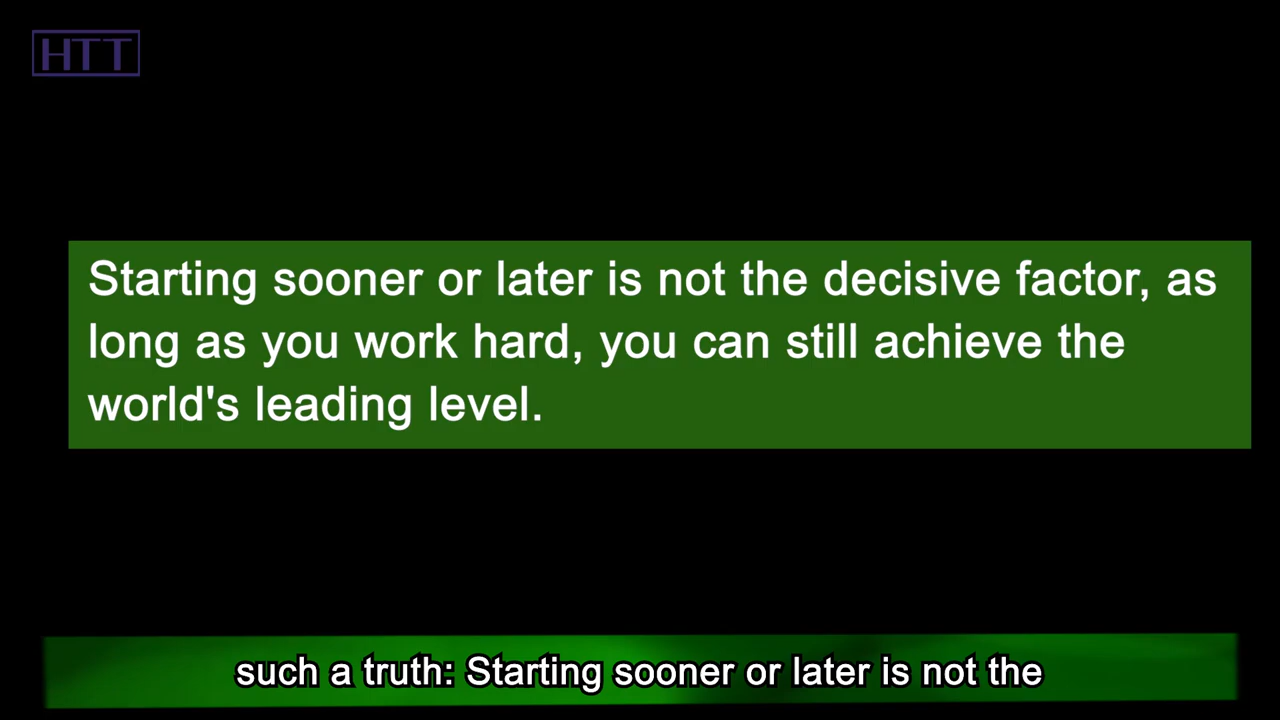 HTT
Starting sooner or later is not the decisive factor, as
long as you work hard, you can still achieve the
world's leading level.
such a truth: Starting sooner or later is not the